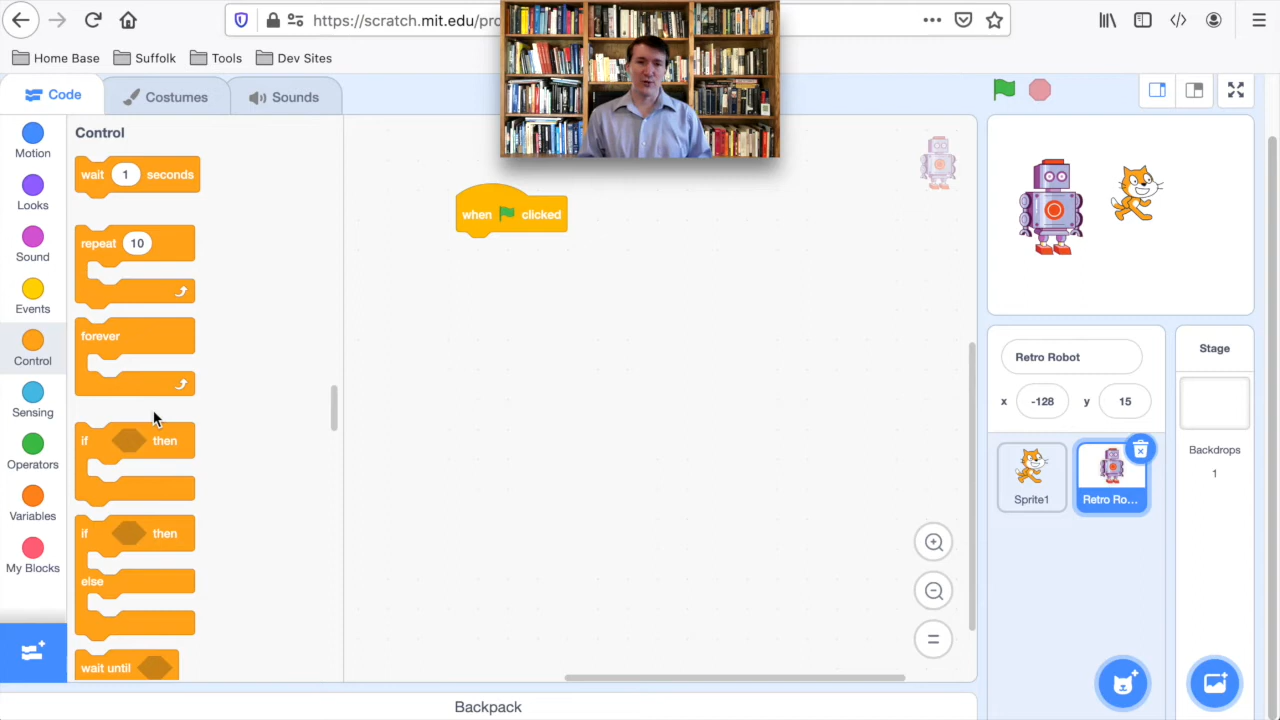 https://scratch.mit.edu/pro
Home Base
Suffolk
Tools
Dev Sites
Code
Costumes
Sounds
Motion
Looks
Sound
Events
Control
Sensing
Operators
Variables
My Blocks
Control
wait 1 seconds
repeat 10
forever
if then
if then
else
wait until
when clicked
Retro Robot
x -128 y 15
Sprite1
Retro Ro...
Stage
Backdrops
1
Backpack